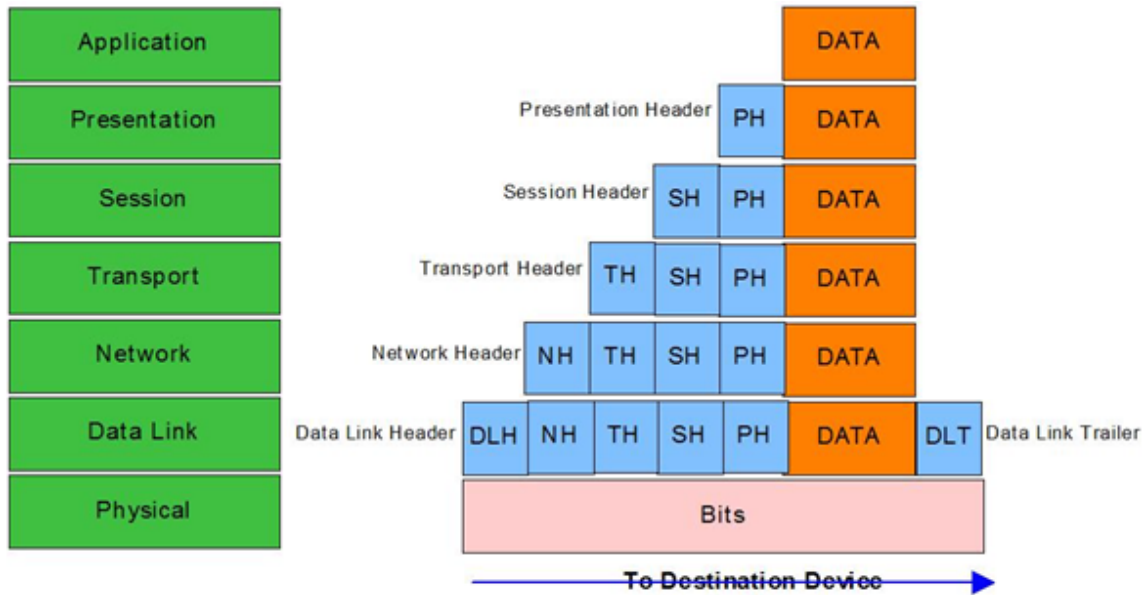 Application DATA
Presentation Presentation Header PH DATA
Session Session Header SH PH DATA
Transport Transport Header TH SH PH DATA
Network Network Header NH TH SH PH DATA
Data Link Data Link Header DLH NH TH SH PH DATA DLT Data Link Trailer
Physical Bits
To Destination Device